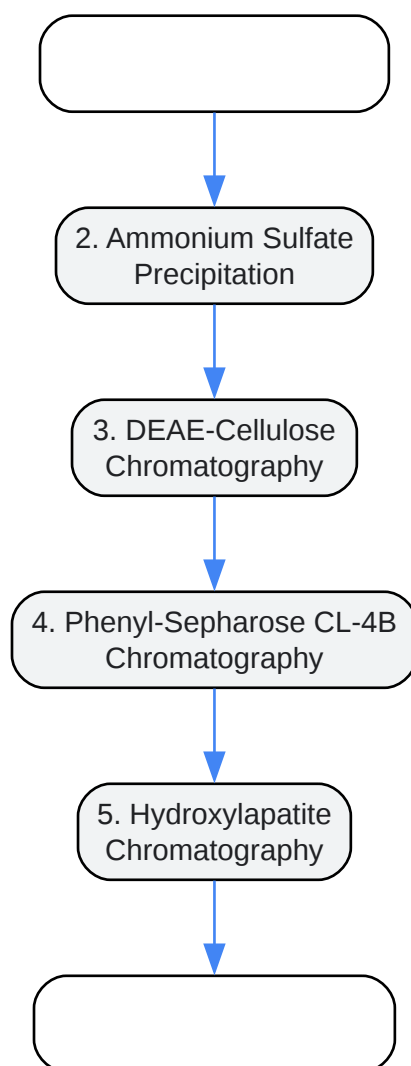 2. Ammonium Sulfate
Precipitation
3. DEAE-Cellulose
Chromatography
4. Phenyl-Sepharose CL-4B
Chromatography
5. Hydroxylapatite
Chromatography